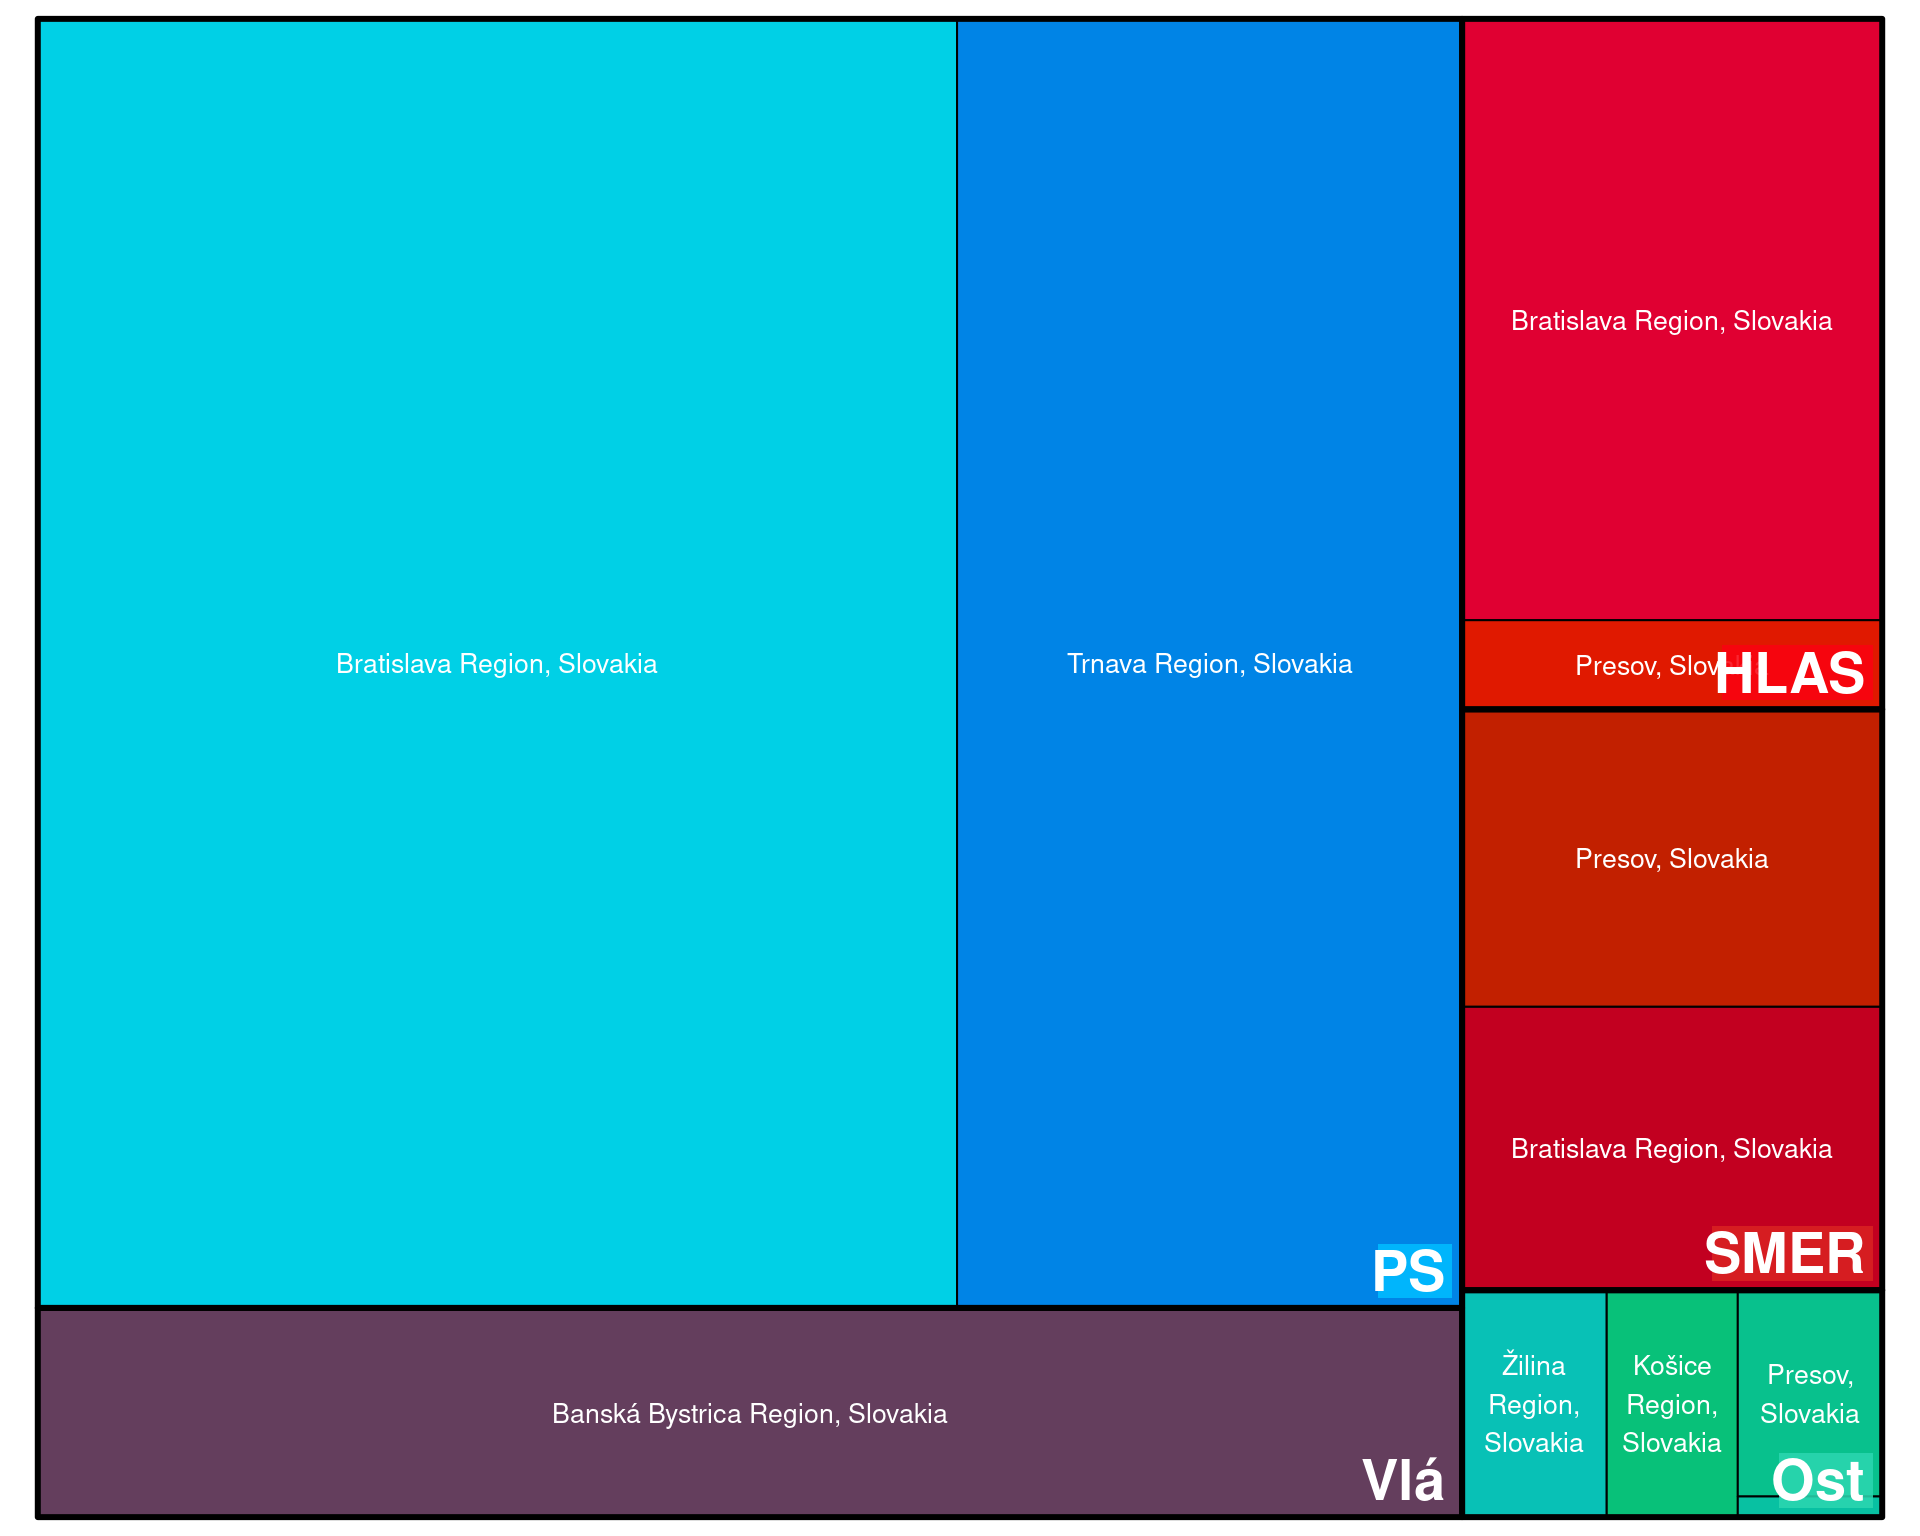 Bratislava Region, Slovakia
Trnava Region, Slovakia
PS
Banská Bystrica Region, Slovakia
Vlá
Bratislava Region, Slovakia
Presov, Slov
HLAS
Presov, Slovakia
Bratislava Region, Slovakia
SMER
Žilina
Region,
Slovakia
Košice
Region,
Slovakia
Presov,
Slovakia
Ost